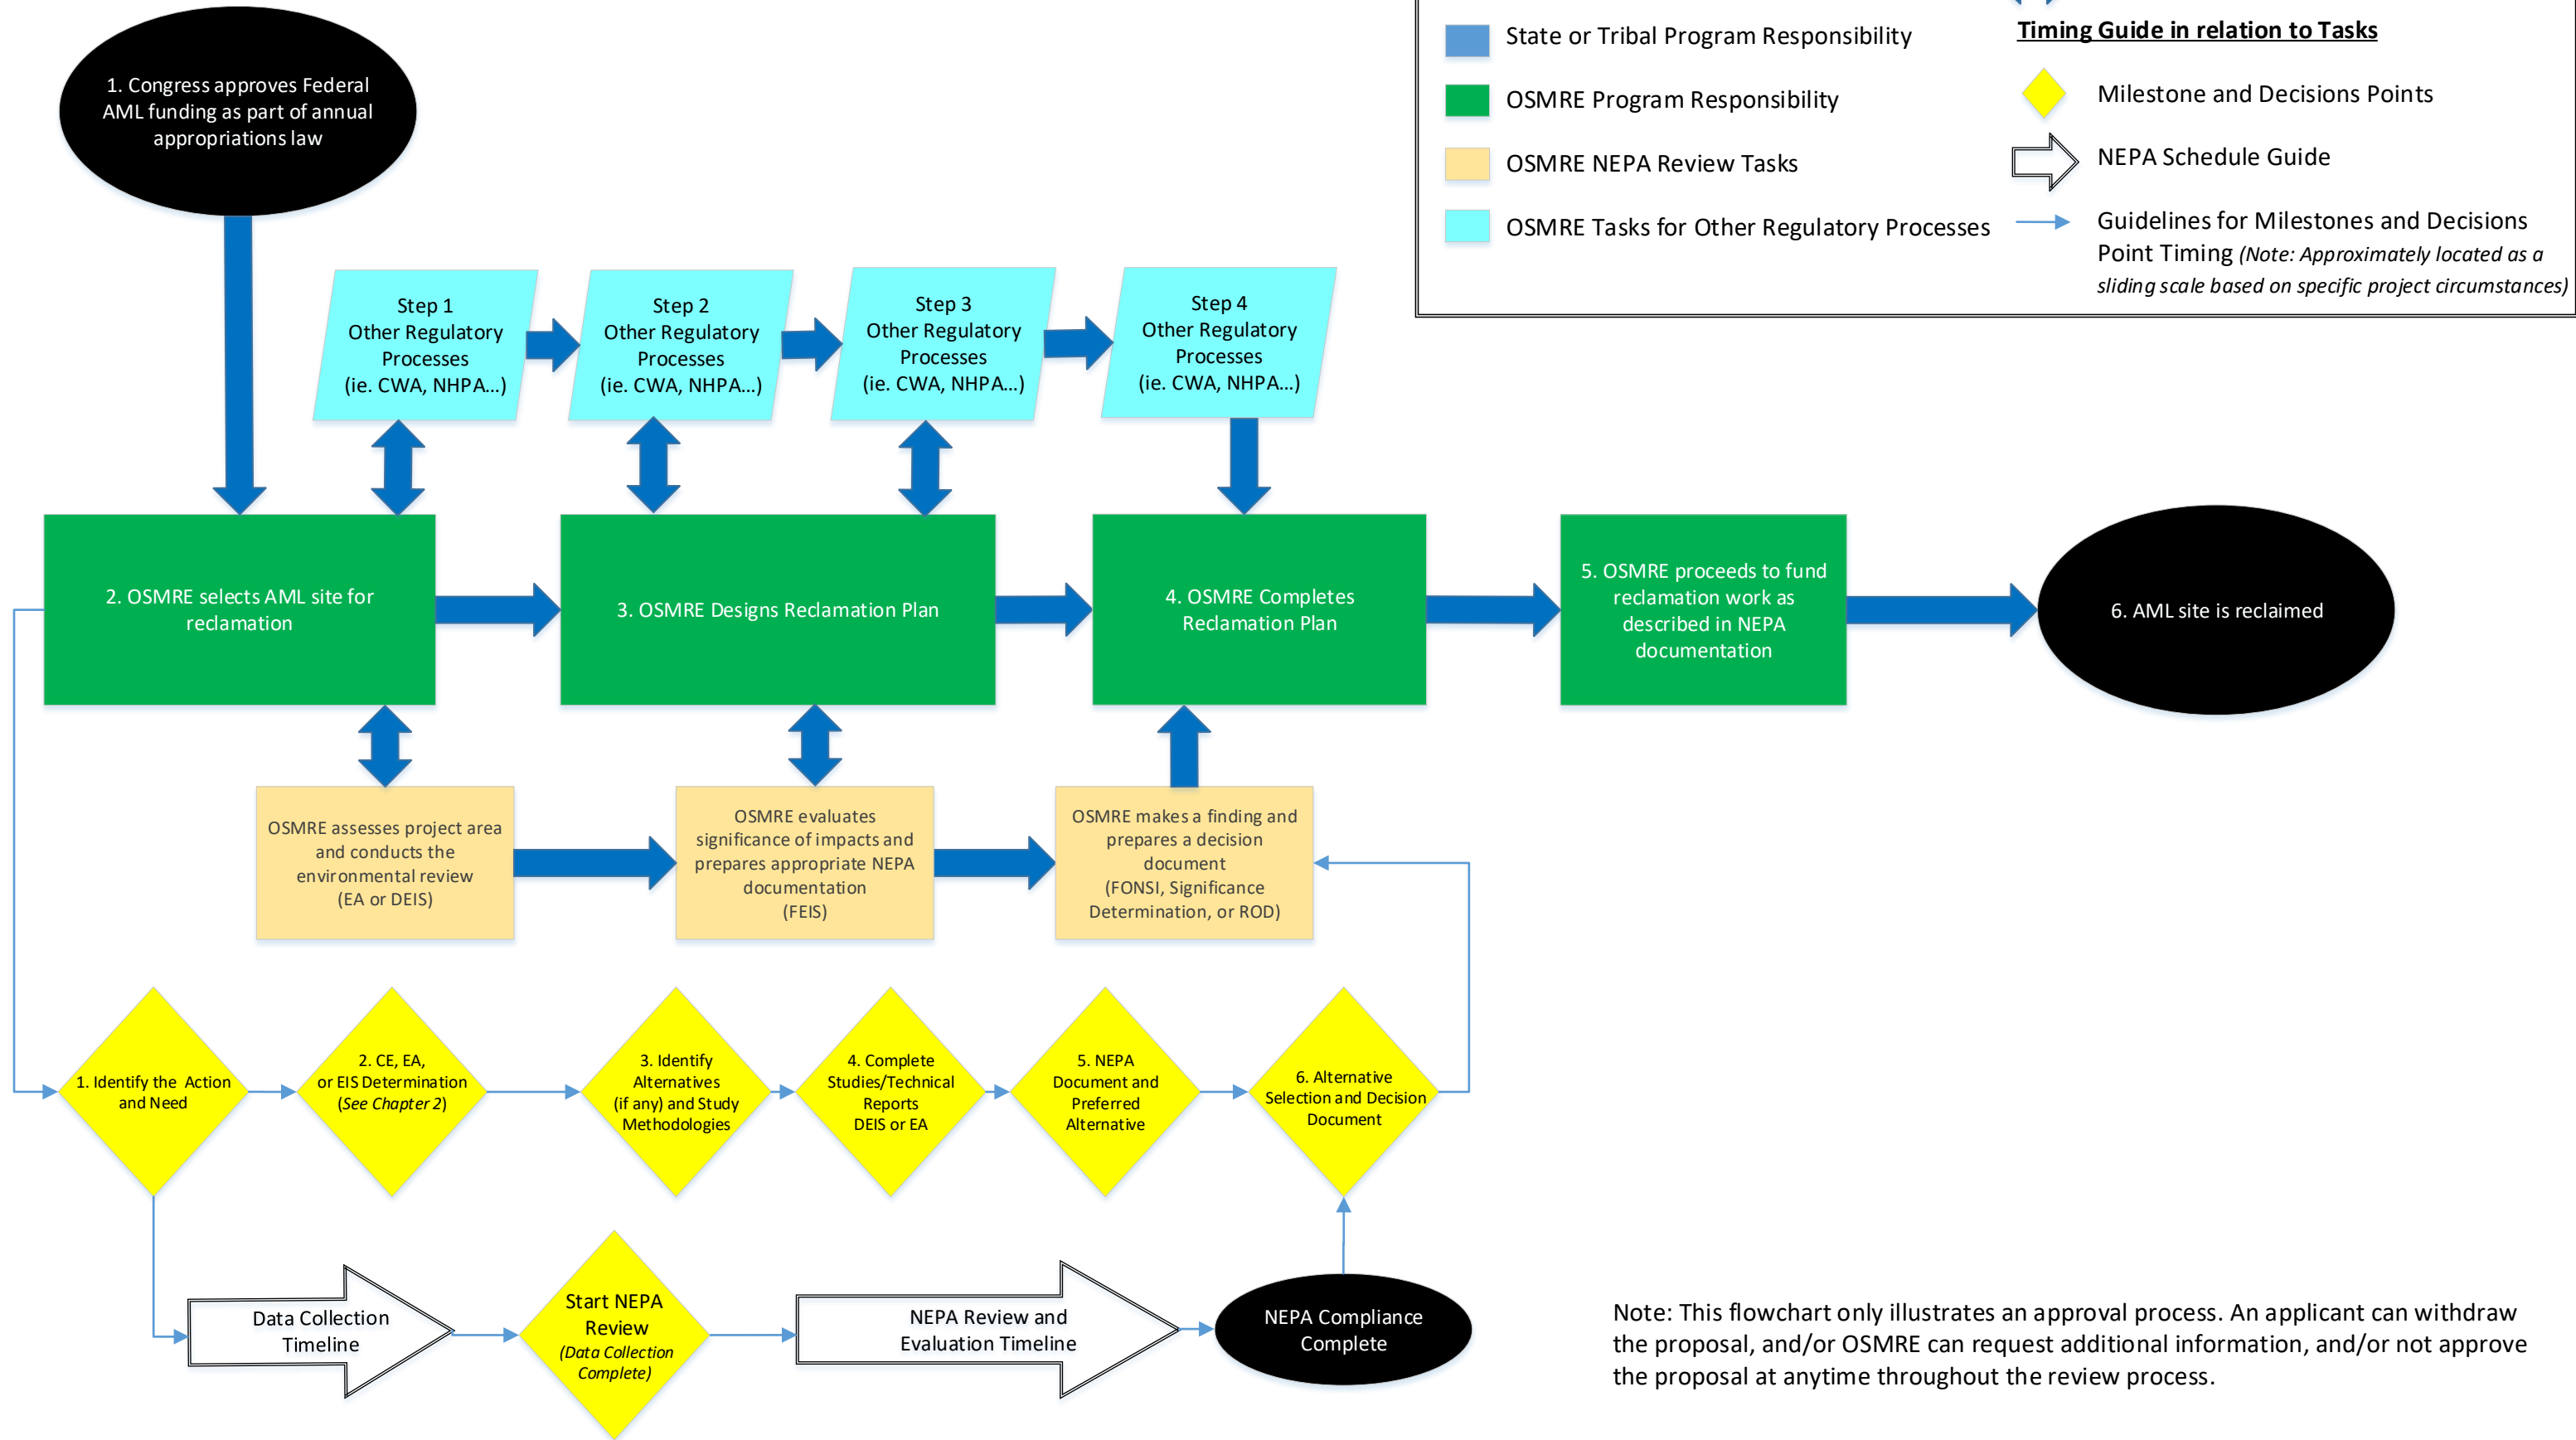 1. Congress approves Federal
AML funding as part of annual
appropriations law
State or Tribal Program Responsibility
OSMRE Program Responsibility
OSMRE NEPA Review Tasks
OSMRE Tasks for Other Regulatory Processes
Timing Guide in relation to Tasks
Milestone and Decisions Points
NEPA Schedule Guide
Guidelines for Milestones and Decisions
Point Timing (Note: Approximately located as a
sliding scale based on specific project circumstances)
Step 1
Other Regulatory
Processes
(ie. CWA, NHPA...)
Step 2
Other Regulatory
Processes
(ie. CWA, NHPA...)
Step 3
Other Regulatory
Processes
(ie. CWA, NHPA...)
Step 4
Other Regulatory
Processes
(ie. CWA, NHPA...)
2. OSMRE selects AML site for
reclamation
3. OSMRE Designs Reclamation Plan
4. OSMRE Completes
Reclamation Plan
5. OSMRE proceeds to fund
reclamation work as
described in NEPA
documentation
6. AML site is reclaimed
OSMRE assesses project area
and conducts the
environmental review
(EA or DEIS)
OSMRE evaluates
significance of impacts and
prepares appropriate NEPA
documentation
(FEIS)
OSMRE makes a finding and
prepares a decision
document
(FONSI, Significance
Determination, or ROD)
1. Identify the Action
and Need
2. CE, EA,
or EIS Determination
(See Chapter 2)
3. Identify
Alternatives
(if any) and Study
Methodologies
4. Complete
Studies/Technical
Reports
DEIS or EA
5. NEPA
Document and
Preferred
Alternative
6. Alternative
Selection and Decision
Document
Data Collection
Timeline
Start NEPA
Review
(Data Collection
Complete)
NEPA Review and
Evaluation Timeline
NEPA Compliance
Complete
Note: This flowchart only illustrates an approval process. An applicant can withdraw
the proposal, and/or OSMRE can request additional information, and/or not approve
the proposal at anytime throughout the review process.